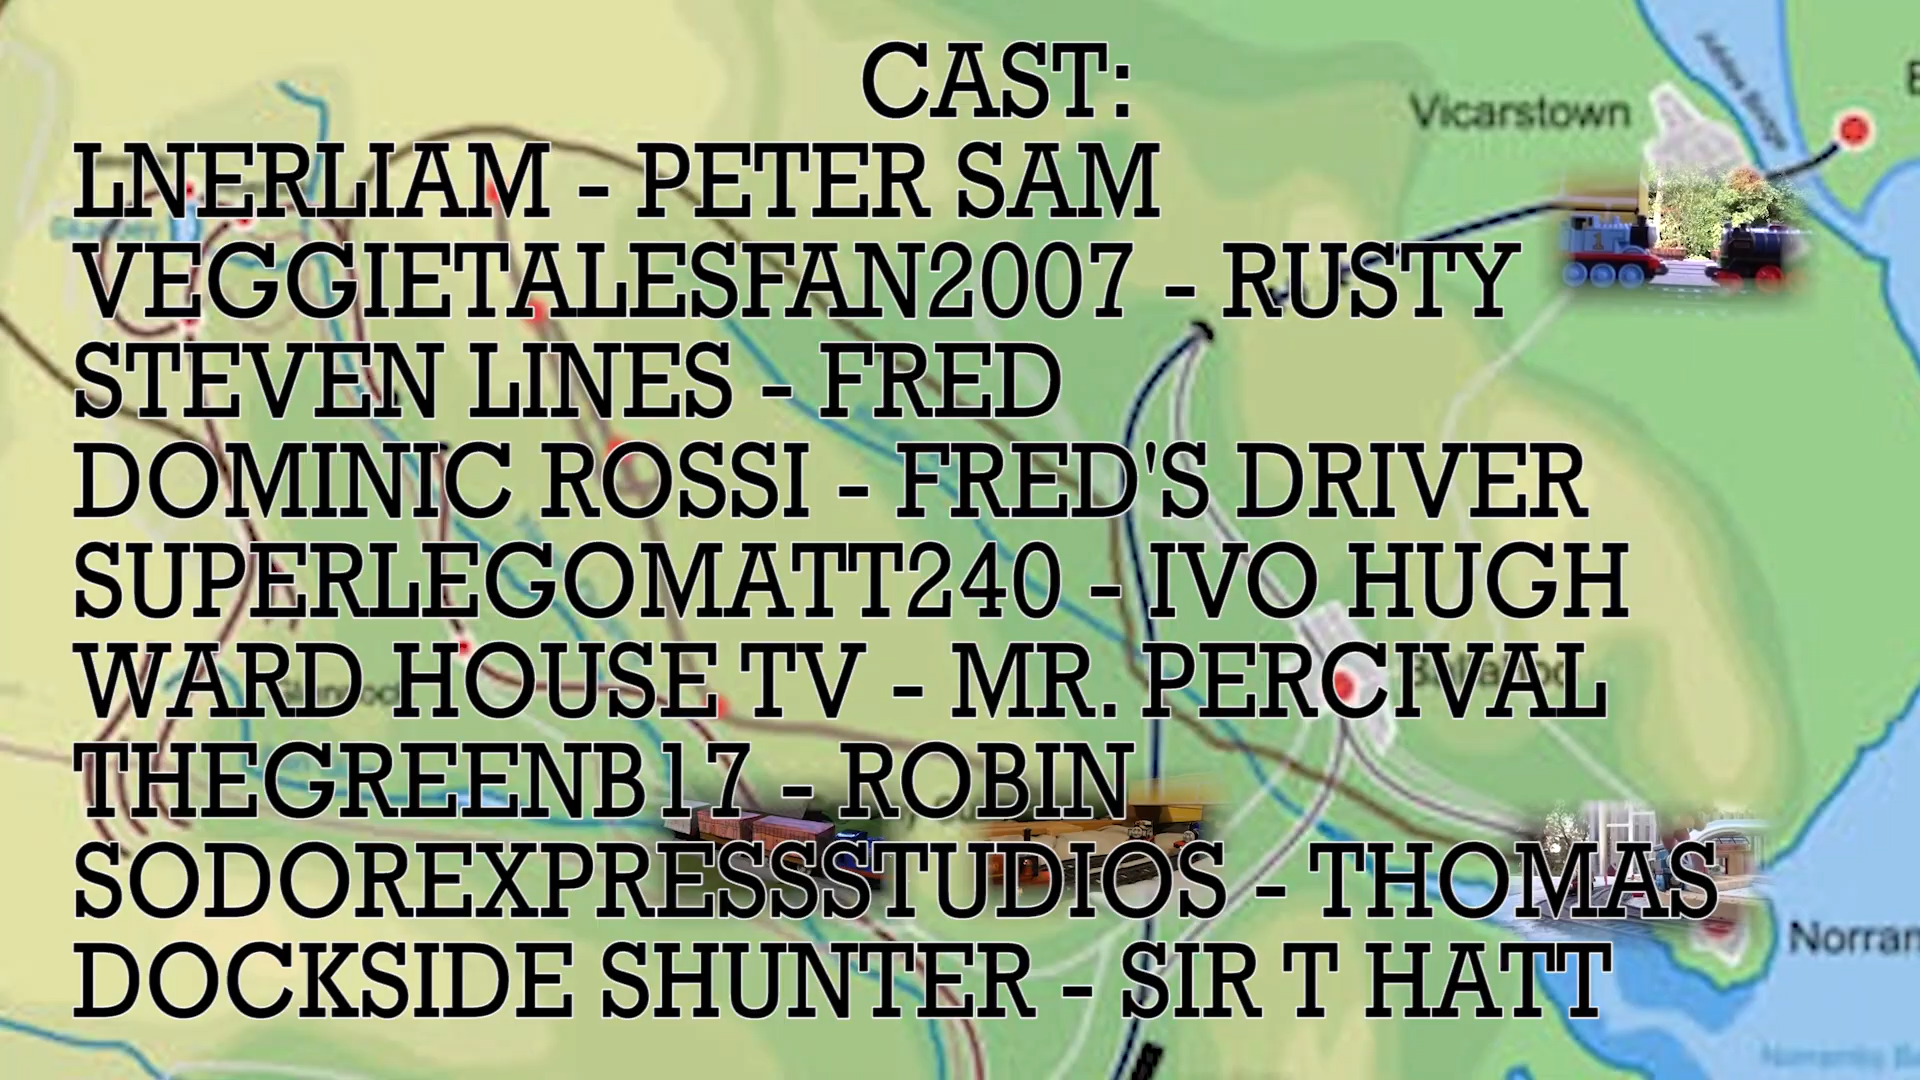 CAST:
LNERLIAM - PETER SAM
VEGGIETALESFAN2007 - RUSTY
STEVEN LINES - FRED
DOMINIC ROSSI - FRED'S DRIVER
SUPERLEGOMATT240 - IVO HUGH
WARD HOUSE TV - MR. PERCIVAL
THEGREENB17 - ROBIN
SODOREXPRESSSTUDIOS - THOMAS
DOCKSIDE SHUNTER - SIR T HATT
Vicarstown
1